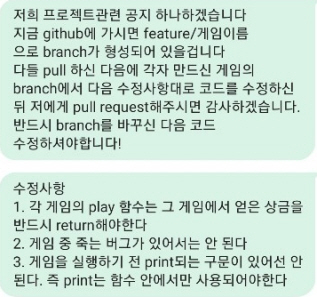 저희 프로젝트관련 공지 하나하겠습니다
지금 github에 가시면 feature/게임이름
으로 branch가 형성되어 있을겁니다
다들 pull 하신 다음에 각자 만드신 게임의
branch에서 다음 수정사항대로 코드를 수정하신
뒤 저에게 pull request해주시면 감사하겠습니다.
반드시 branch를 바꾸신 다음 코드
수정하셔야합니다!
수정사항
1. 각 게임의 play 함수는 그 게임에서 얻은 상금을
반드시 return해야한다
2. 게임 중 죽는 버그가 있어서는 안 된다
3. 게임을 실행하기 전 print되는 구문이 있어선 안
된다. 즉 print는 함수 안에서만 사용되어야한다